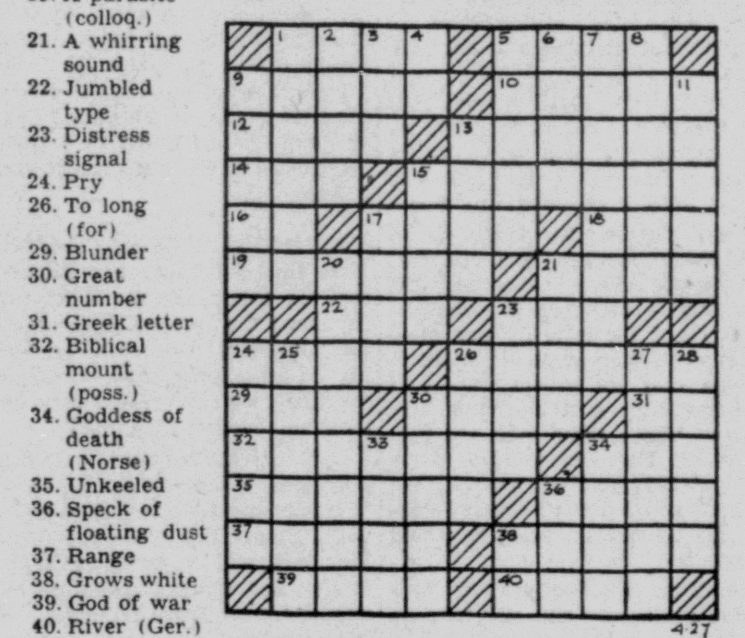 (colloq.)
21. A whirring
sound
22. Jumbled
type
23. Distress
signal
24. Pry
26. To long
(for)
29. Blunder
30. Great
number
31. Greek letter
32. Biblical
mount
(poss.)
34. Goddess of
death
(Norse)
35. Unkeeled
36. Speck of
floating dust
37. Range
38. Grows white
39. God of war
40. River (Ger.)
1 2 3 4 5 6 7 8
9 10 11
12 13
14 15
16 17 18
19 20 21
22 23
24 25 26 27 28
29 30 31
32 33 34
35 36
37 38
39 40
4-27